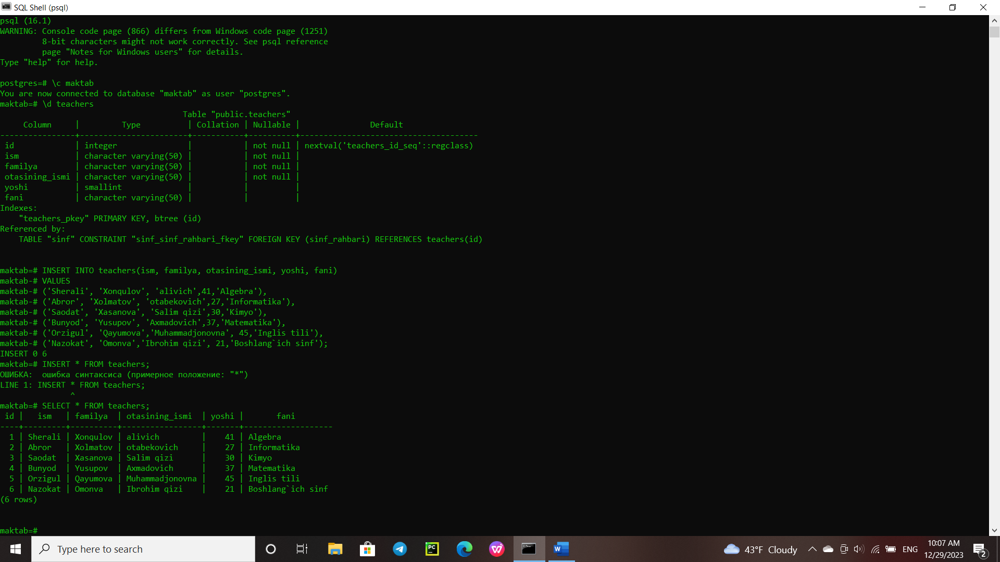 SQL Shell (psql)
psql (16.1)
WARNING: Console code page (866) differs from Windows code page (1251)
         8-bit characters might not work correctly. See psql reference
         page "Notes for Windows users" for details.
Type "help" for help.
postgres=# \c maktab
You are now connected to database "maktab" as user "postgres".
maktab=# \d teachers
                                       Table "public.teachers"
     Column     |          Type         | Collation | Nullable |               Default
----------------+-----------------------+-----------+----------+--------------------------------------
 id             | integer               |           | not null | nextval('teachers_id_seq'::regclass)
 ism            | character varying(50) |           | not null |
 familya        | character varying(50) |           | not null |
 otasining_ismi | character varying(50) |           | not null |
 yoshi          | smallint              |           |          |
 fani           | character varying(50) |           |          |
Indexes:
    "teachers_pkey" PRIMARY KEY, btree (id)
Referenced by:
    TABLE "sinf" CONSTRAINT "sinf_sinf_rahbari_fkey" FOREIGN KEY (sinf_rahbari) REFERENCES teachers(id)
maktab=# INSERT INTO teachers(ism, familya, otasining_ismi, yoshi, fani)
maktab-# VALUES
maktab-# ('Sherali', 'Xonqulov', 'alivich',41,'Algebra'),
maktab-# ('Abror', 'Xolmatov', 'otabekovich',27,'Informatika'),
maktab-# ('Saodat', 'Xasanova', 'Salim qizi',30,'Kimyo'),
maktab-# ('Bunyod', 'Yusupov', 'Axmadovich',37,'Matematika'),
maktab-# ('Orzigul', 'Qayumova','Muhammadjonovna', 45,'Inglis tili'),
maktab-# ('Nazokat', 'Omonva','Ibrohim qizi', 21,'Boshlang`ich sinf');
INSERT 0 6
maktab=# INSERT * FROM teachers;
ОШИБКА:  ошибка синтаксиса (примерное положение: "*")
LINE 1: INSERT * FROM teachers;
               ^
maktab=# SELECT * FROM teachers;
 id |   ism   | familya  | otasining_ismi  | yoshi |       fani
----+---------+----------+-----------------+-------+-------------------
  1 | Sherali | Xonqulov | alivich         |    41 | Algebra
  2 | Abror   | Xolmatov | otabekovich     |    27 | Informatika
  3 | Saodat  | Xasanova | Salim qizi      |    30 | Kimyo
  4 | Bunyod  | Yusupov  | Axmadovich      |    37 | Matematika
  5 | Orzigul | Qayumova | Muhammadjonovna |    45 | Inglis tili
  6 | Nazokat | Omonva   | Ibrohim qizi    |    21 | Boshlang`ich sinf
(6 rows)
maktab=#
Type here to search
PC
W
43°F Cloudy
ENG
10:07 AM
12/29/2023
2